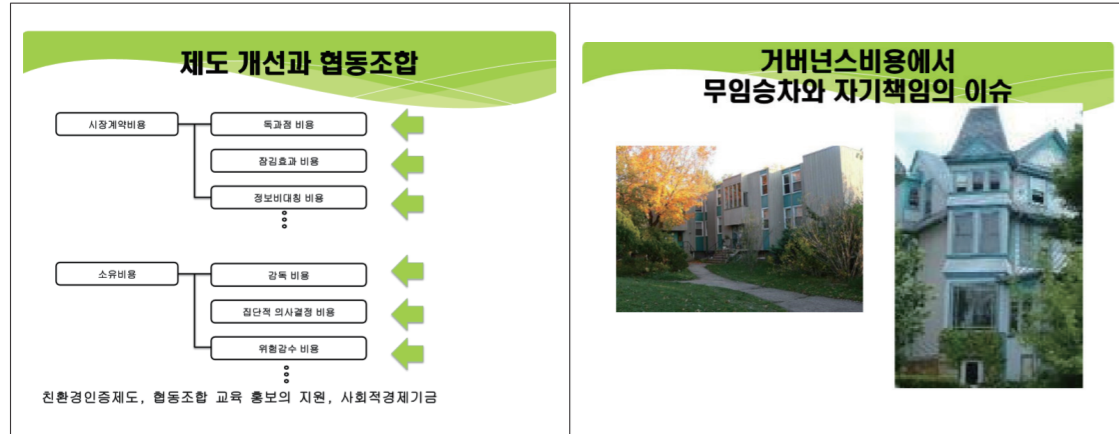 제도 개선과 협동조합
시장계약비용
독과점 비용
잠김효과 비용
정보비대칭 비용
소유비용
감독 비용
집단적 의사결정 비용
위험감수 비용
친환경인증제도, 협동조합 교육 홍보의 지원, 사회적경제기금
거버넌스비용에서
무임승차와 자기책임의 이슈